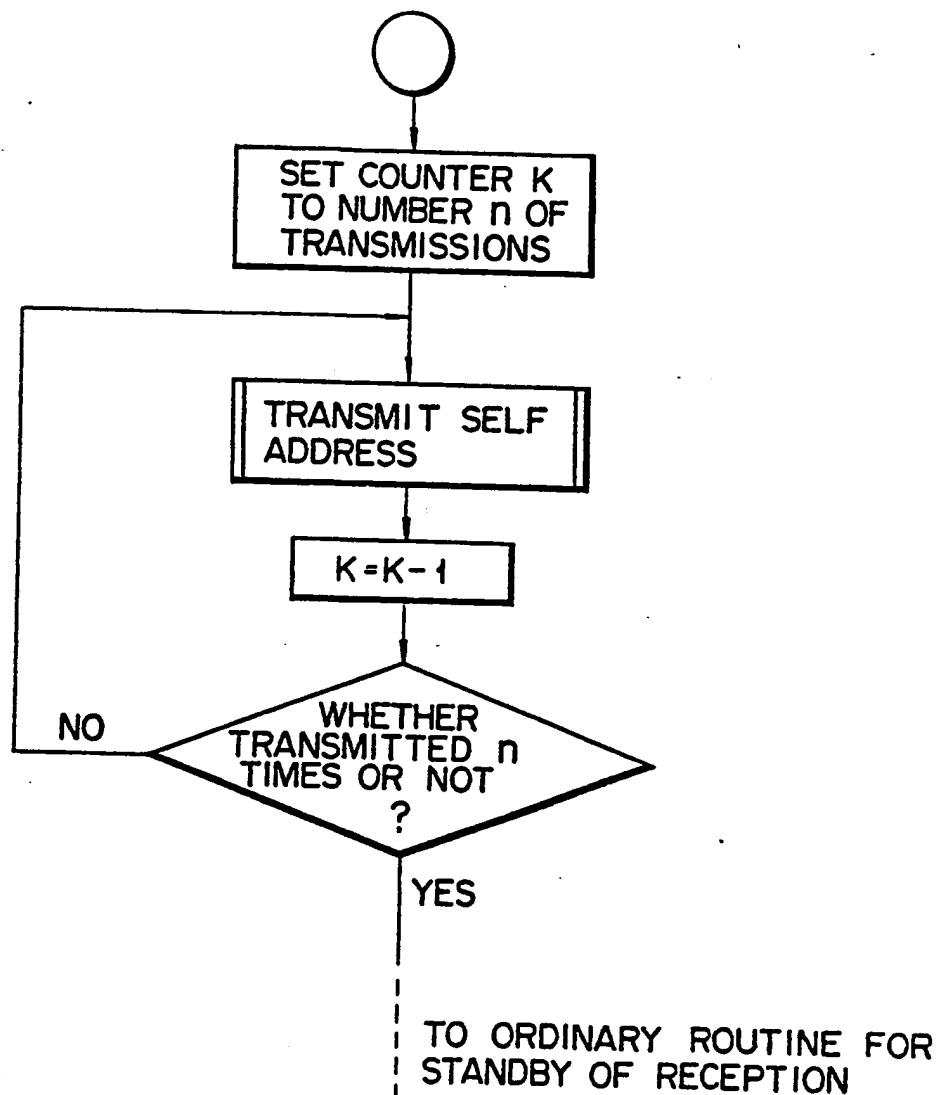 SET COUNTER K
TO NUMBER n OF
TRANSMISSIONS
TRANSMIT SELF
ADDRESS
K=K-1
WHETHER
TRANSMITTED n
TIMES OR NOT
?
NO
YES
TO ORDINARY ROUTINE FOR
STANDBY OF RECEPTION